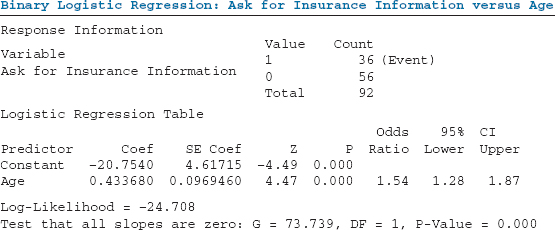 Binary Logistic Regression: Ask for Insurance Information versus Age
Response Information
Value Count
Variable
1 36 (Event)
Ask for Insurance Information
0 56
Total 92
Logistic Regression Table
Odds 95% CI
Predictor Coef SE Coef Z P Ratio Lower Upper
Constant -20.7540 4.61715 -4.49 0.000
Age 0.433680 0.0969460 4.47 0.000 1.54 1.28 1.87
Log-Likelihood = -24.708
Test that all slopes are zero: G = 73.739, DF = 1, P-Value = 0.000